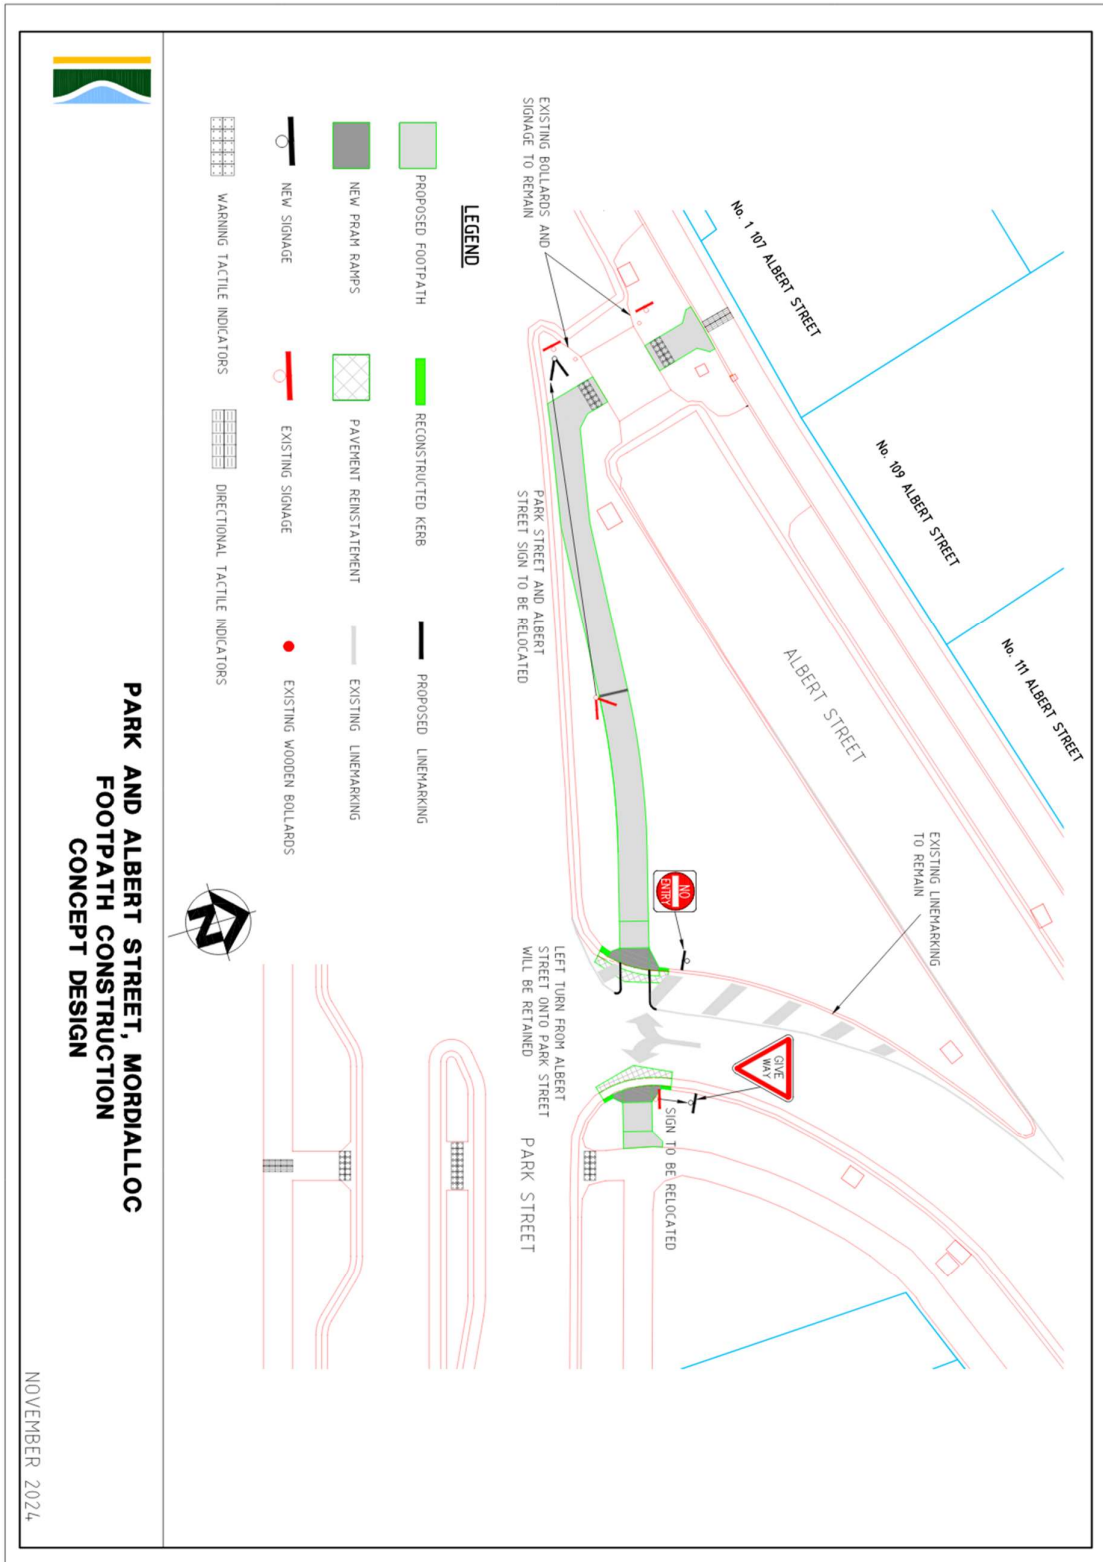 No. 1 107 ALBERT STREET
No. 109 ALBERT STREET
No. 111 ALBERT STREET
EXISTING BOLLARDS AND
SIGNAGE TO REMAIN
ALBERT STREET
EXISTING LINEMARKING
TO REMAIN
PARK STREET AND ALBERT
STREET SIGN TO BE RELOCATED
NO
ENTRY
GIVE
WAY
SIGN TO BE RELOCATED
LEFT TURN FROM ALBERT
STREET ONTO PARK STREET
WILL BE RETAINED
PARK STREET
LEGEND
PROPOSED FOOTPATH
RECONSTRUCTED KERB
PROPOSED LINEMARKING
NEW PRAM RAMPS
PAVEMENT REINSTATEMENT
EXISTING LINEMARKING
NEW SIGNAGE
EXISTING SIGNAGE
EXISTING WOODEN BOLLARDS
WARNING TACTILE INDICATORS
DIRECTIONAL TACTILE INDICATORS
N
PARK AND ALBERT STREET, MORDIALLOC
FOOTPATH CONSTRUCTION
CONCEPT DESIGN
NOVEMBER 2024